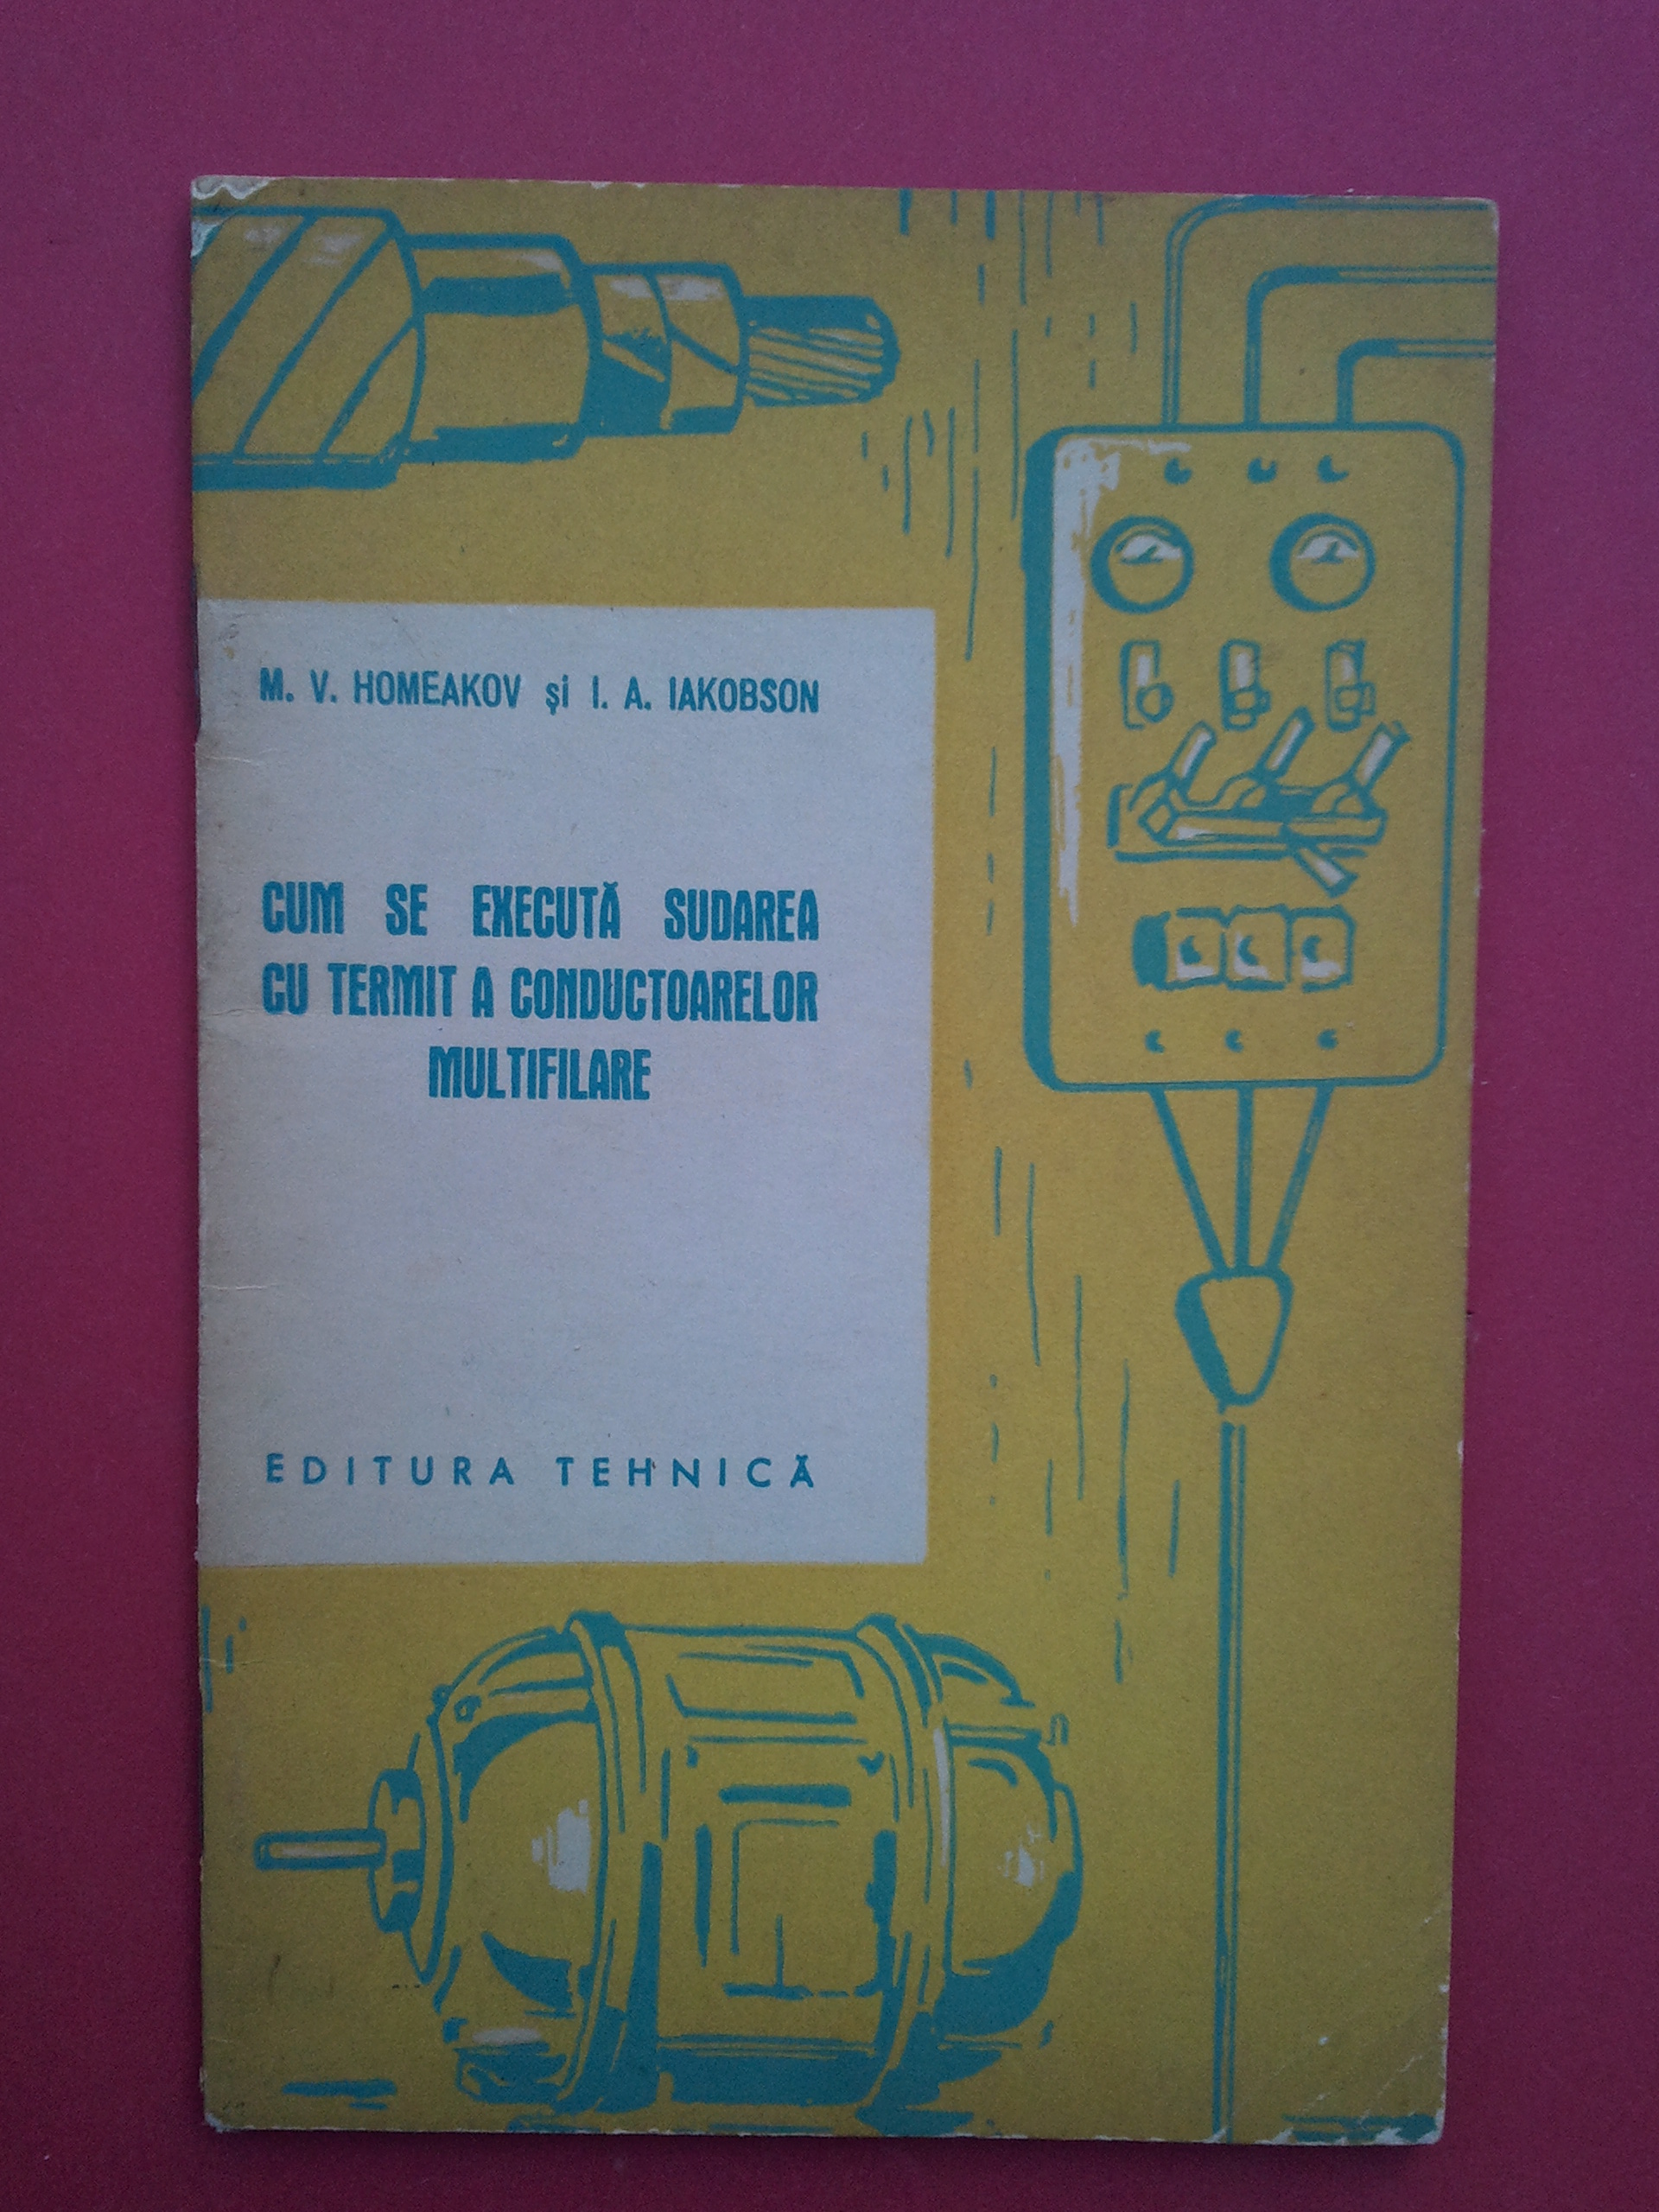 M. V. HOMEAKOV şi I. A. IAKOBSON
CUM SE EXECUTĂ SUDAREA
CU TERMIT A CONDUCTOARELOR
MULTIFILARE
EDITURA TEHNICĂ